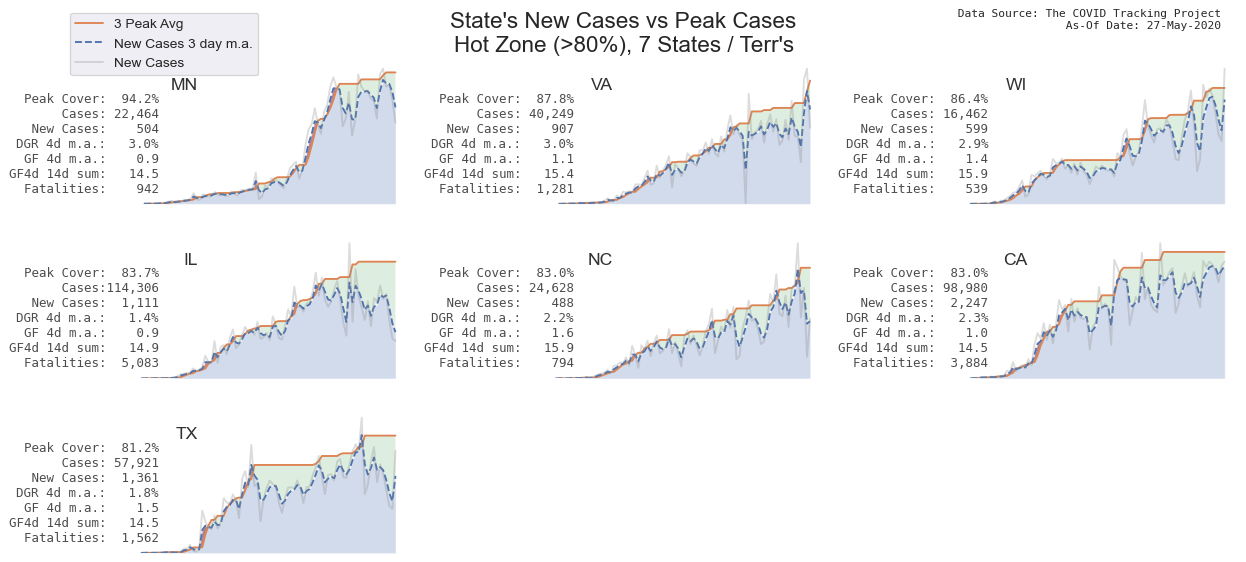 3 Peak Avg
New Cases 3 day m.a.
New Cases
State's New Cases vs Peak Cases
Hot Zone (>80%), 7 States / Terr's
Data Source: The COVID Tracking Project
As-Of Date: 27-May-2020
MN
Peak Cover: 94.2%
Cases: 22,464
New Cases: 504
DGR 4d m.a.: 3.0%
GF 4d m.a.: 0.9
GF4d 14d sum: 14.5
Fatalities: 942
VA
Peak Cover: 87.8%
Cases: 40,249
New Cases: 907
DGR 4d m.a.: 3.0%
GF 4d m.a.: 1.1
GF4d 14d sum: 15.4
Fatalities: 1,281
WI
Peak Cover: 86.4%
Cases: 16,462
New Cases: 599
DGR 4d m.a.: 2.9%
GF 4d m.a.: 1.4
GF4d 14d sum: 15.9
Fatalities: 539
IL
Peak Cover: 83.7%
Cases:114,306
New Cases: 1,111
DGR 4d m.a.: 1.4%
GF 4d m.a.: 0.9
GF4d 14d sum: 14.9
Fatalities: 5,083
NC
Peak Cover: 83.0%
Cases: 24,628
New Cases: 488
DGR 4d m.a.: 2.2%
GF 4d m.a.: 1.6
GF4d 14d sum: 15.9
Fatalities: 794
CA
Peak Cover: 83.0%
Cases: 98,980
New Cases: 2,247
DGR 4d m.a.: 2.3%
GF 4d m.a.: 1.0
GF4d 14d sum: 14.5
Fatalities: 3,884
TX
Peak Cover: 81.2%
Cases: 57,921
New Cases: 1,361
DGR 4d m.a.: 1.8%
GF 4d m.a.: 1.5
GF4d 14d sum: 14.5
Fatalities: 1,562